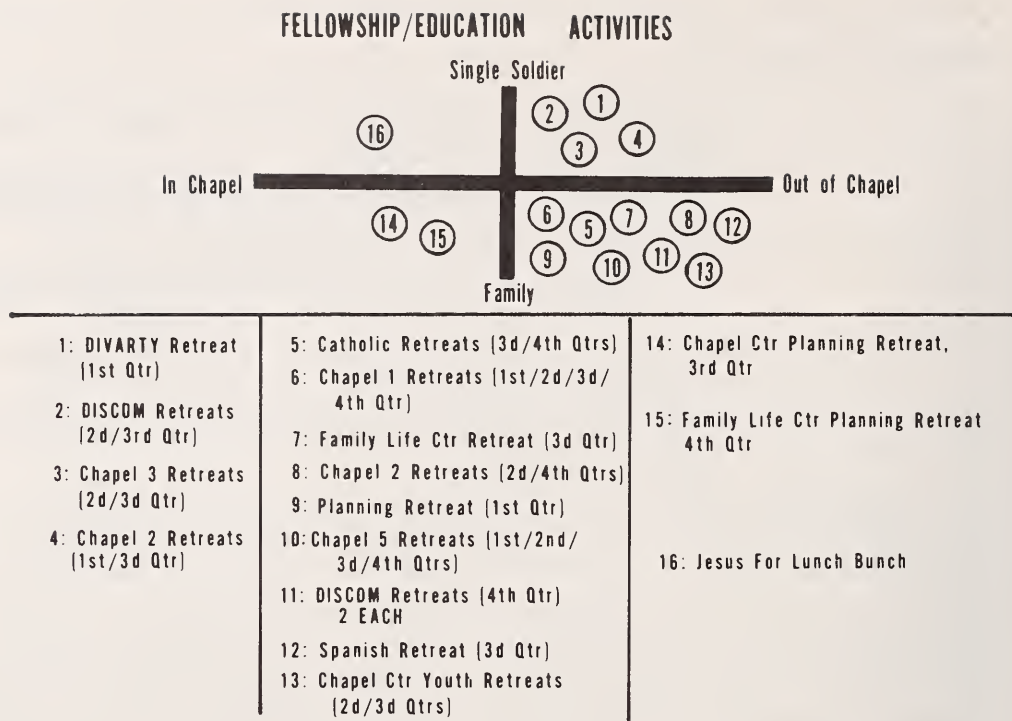 FELLOWSHIP/EDUCATION ACTIVITIES
Single Soldier
1
2
3
4
16
In Chapel
Out of Chapel
14
15
6
5
7
8
12
9
10
11
13
Family
1: DIVARTY Retreat
(1st Qtr)
2: DISCOM Retreats
(2d/3rd Qtr)
3: Chapel 3 Retreats
(2d/3d Qtr)
4: Chapel 2 Retreats
(1st/3d Qtr)
5: Catholic Retreats (3d/4th Qtrs)
6: Chapel 1 Retreats (1st/2d/3d/
4th Qtr)
7: Family Life Ctr Retreat (3d Qtr)
8: Chapel 2 Retreats (2d/4th Qtrs)
9: Planning Retreat (1st Qtr)
10: Chapel 5 Retreats (1st/2nd/
3d/4th Qtrs)
11: DISCOM Retreats (4th Qtr)
2 EACH
12: Spanish Retreat (3d Qtr)
13: Chapel Ctr Youth Retreats
(2d/3d Qtrs)
14: Chapel Ctr Planning Retreat,
3rd Qtr
15: Family Life Ctr Planning Retreat
4th Qtr
16: Jesus For Lunch Bunch